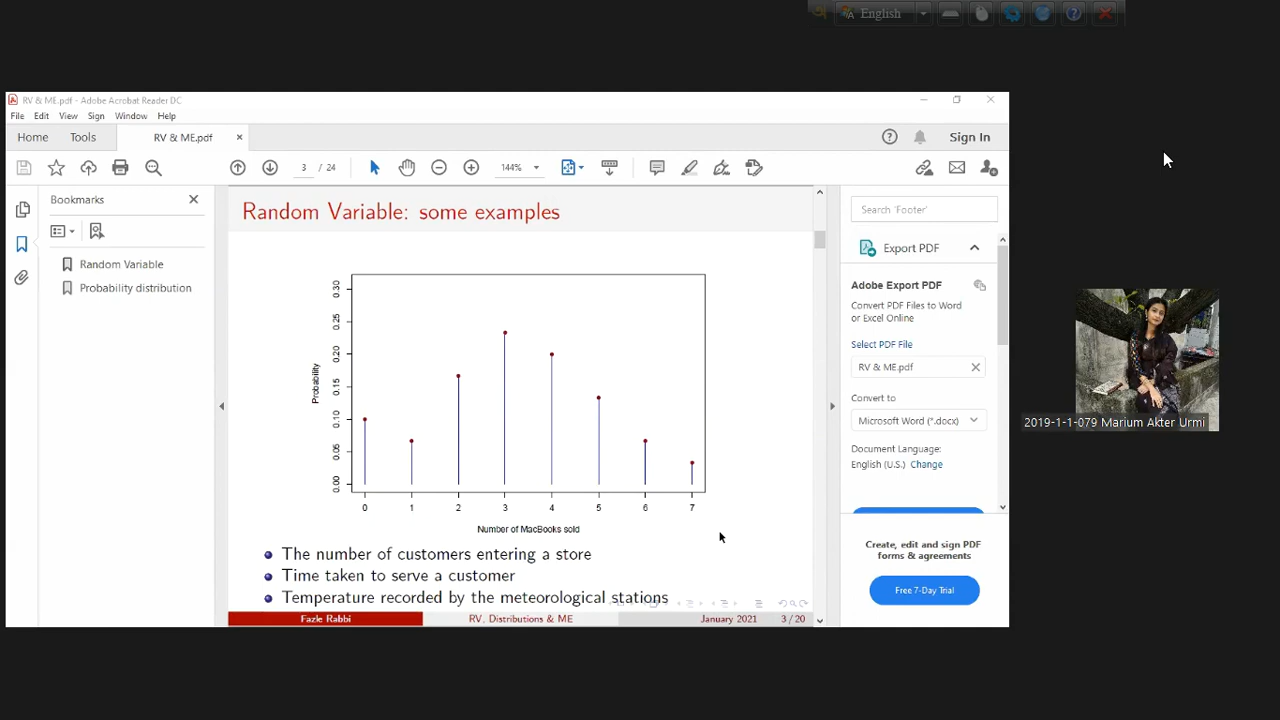 English
RV & ME.pdf - Adobe Acrobat Reader DC
File Edit View Sign Window Help
Home Tools RV & ME.pdf × Sign In
3 / 24 144%
Bookmarks
Random Variable
Probability distribution
Random Variable: some examples
0.30
0.25
0.20
0.15
0.10
0.05
0.00
Probability
0 1 2 3 4 5 6 7
Number of MacBooks sold
The number of customers entering a store
Time taken to serve a customer
Temperature recorded by the meteorological stations
Fazle Rabbi RV, Distributions & ME January 2021 3 / 20
Search 'Footer'
Export PDF
Adobe Export PDF
Convert PDF Files to Word
or Excel Online
Select PDF File
RV & ME.pdf
Convert to
Microsoft Word (*.docx)
Document Language:
English (U.S.) Change
Create, edit and sign PDF
forms & agreements
Free 7-Day Trial
2019-1-1-079 Marium Akter Urmi